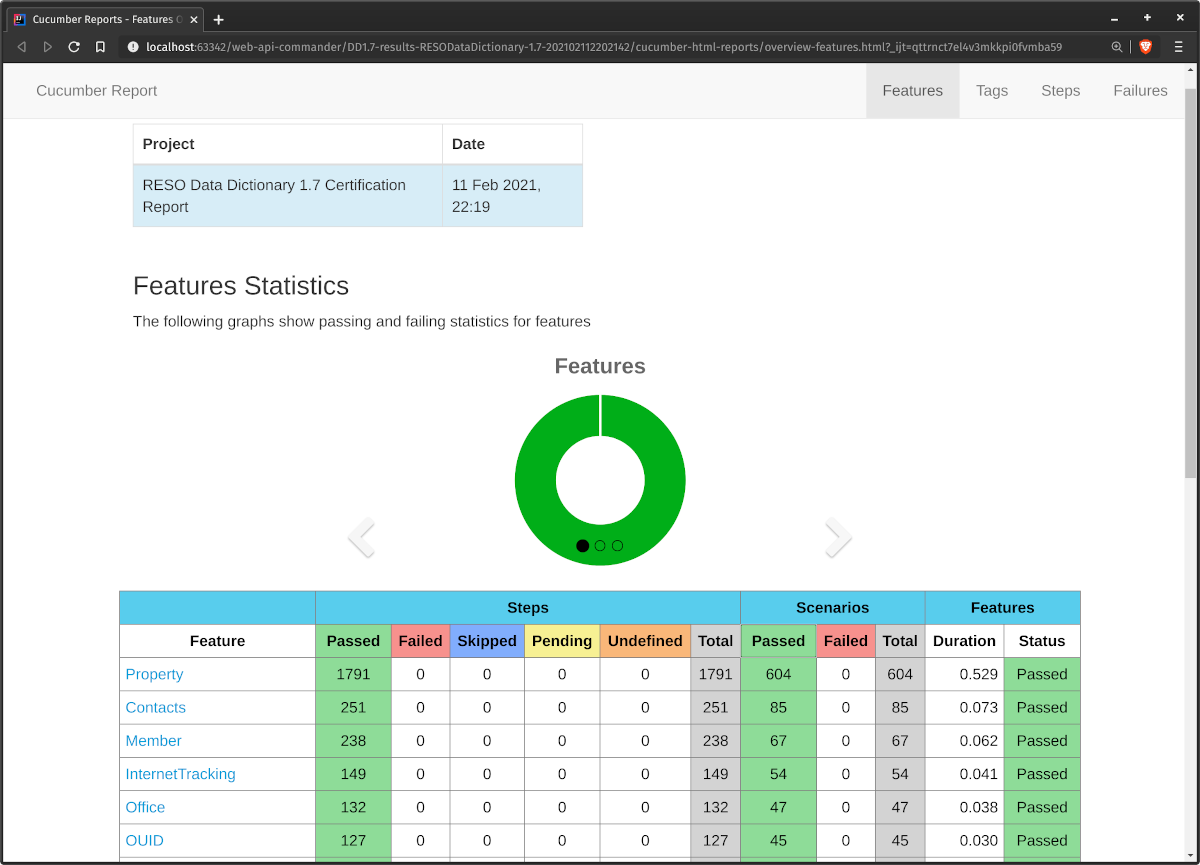 Cucumber Reports - Features O
localhost:63342/web-api-commander/DD1.7-results-RESODataDictionary-1.7-202102112202142/cucumber-html-reports/overview-features.html?_ijt=qttrnct7el4v3mkkpi0fvmba59
Cucumber Report Features Tags Steps Failures
Project Date
RESO Data Dictionary 1.7 Certification Report 11 Feb 2021, 22:19
Features Statistics
The following graphs show passing and failing statistics for features
Features
Steps Scenarios Features
Feature Passed Failed Skipped Pending Undefined Total Passed Failed Total Duration Status
Property 1791 0 0 0 0 1791 604 0 604 0.529 Passed
Contacts 251 0 0 0 0 251 85 0 85 0.073 Passed
Member 238 0 0 0 0 238 67 0 67 0.062 Passed
InternetTracking 149 0 0 0 0 149 54 0 54 0.041 Passed
Office 132 0 0 0 0 132 47 0 47 0.038 Passed
OUID 127 0 0 0 0 127 45 0 45 0.030 Passed